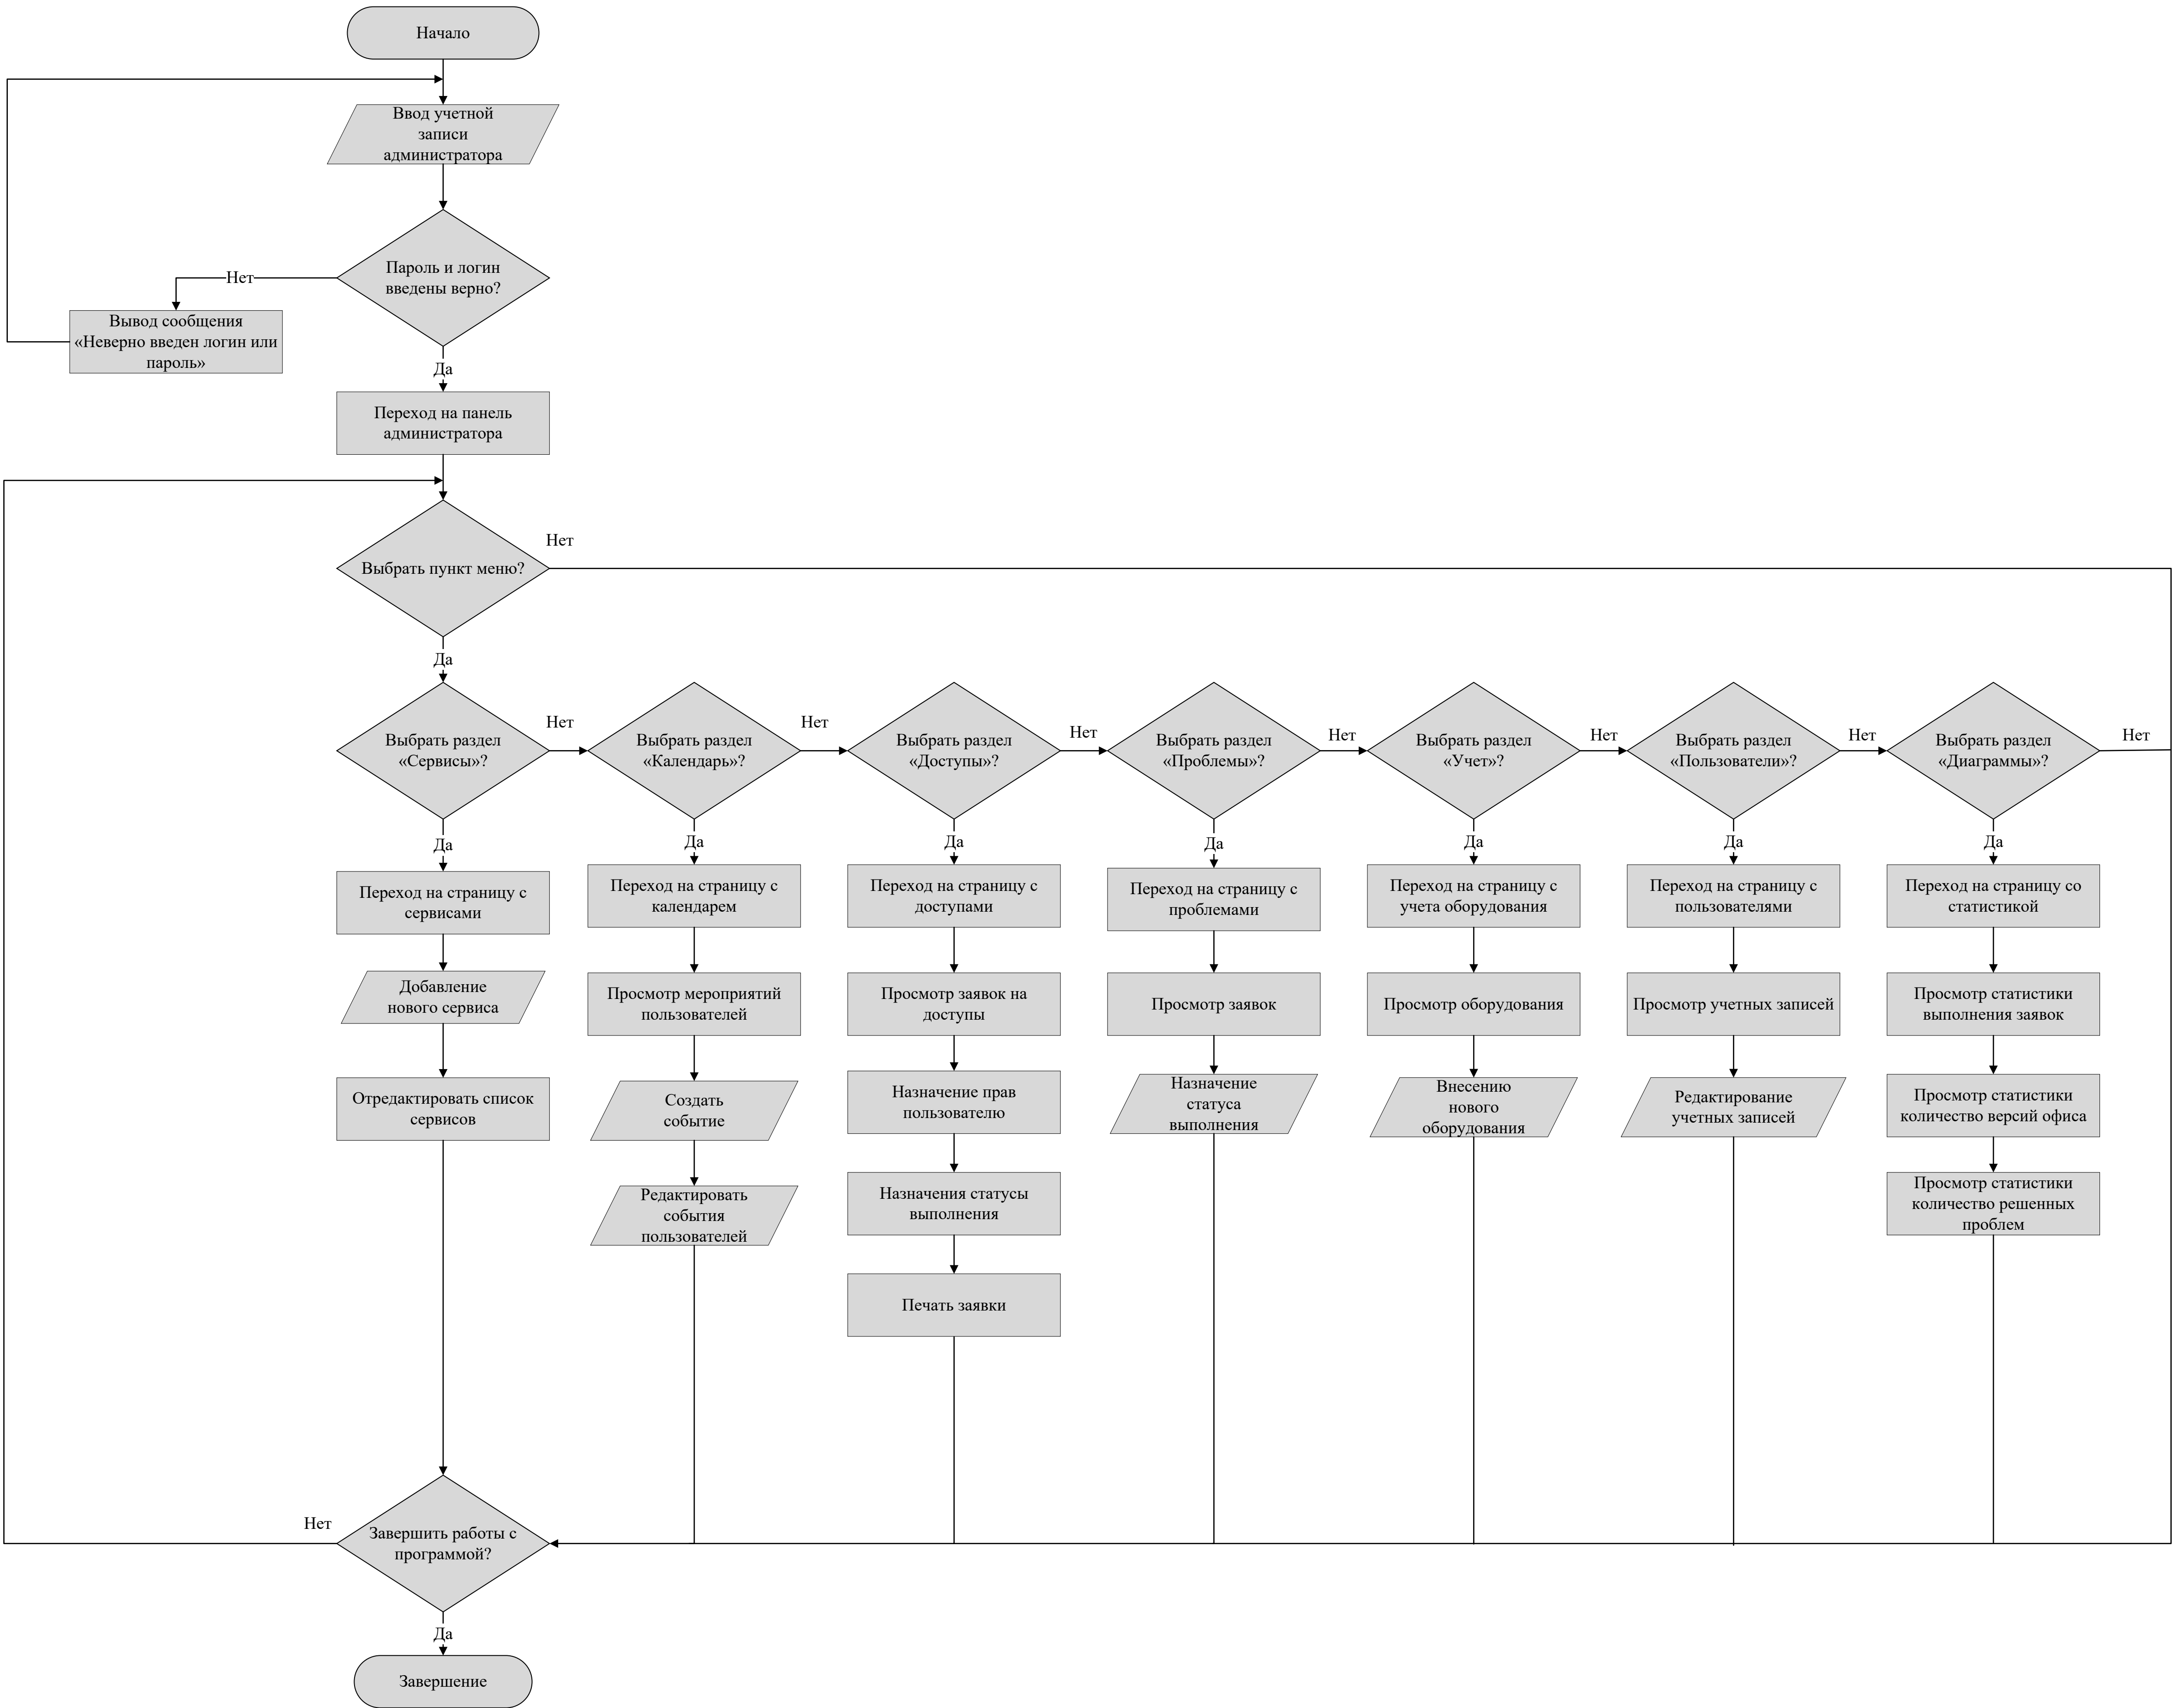 Начало
Ввод учетной
записи
администратора
Пароль и логин
введены верно?
Нет
Вывод сообщения
«Неверно введен логин или
пароль»
Да
Переход на панель
администратора
Выбрать пункт меню?
Нет
Да
Выбрать раздел
«Сервисы»?
Нет
Выбрать раздел
«Календарь»?
Нет
Выбрать раздел
«Доступы»?
Нет
Выбрать раздел
«Проблемы»?
Нет
Выбрать раздел
«Учет»?
Нет
Выбрать раздел
«Пользователи»?
Нет
Выбрать раздел
«Диаграммы»?
Нет
Да
Переход на страницу с
сервисами
Добавление
нового сервиса
Отредактировать список
сервисов
Да
Переход на страницу с
календарем
Просмотр мероприятий
пользователей
Создать
событие
Редактировать
события
пользователей
Да
Переход на страницу с
доступами
Просмотр заявок на
доступы
Назначение прав
пользователю
Назначения статусы
выполнения
Печать заявки
Да
Переход на страницу с
проблемами
Просмотр заявок
Назначение
статуса
выполнения
Да
Переход на страницу с
учета оборудования
Просмотр оборудования
Внесению
нового
оборудования
Да
Переход на страницу с
пользователями
Просмотр учетных записей
Редактирование
учетных записей
Да
Переход на страницу со
статистикой
Просмотр статистики
выполнения заявок
Просмотр статистики
количество версий офиса
Просмотр статистики
количество решенных
проблем
Завершить работы с
программой?
Нет
Да
Завершение